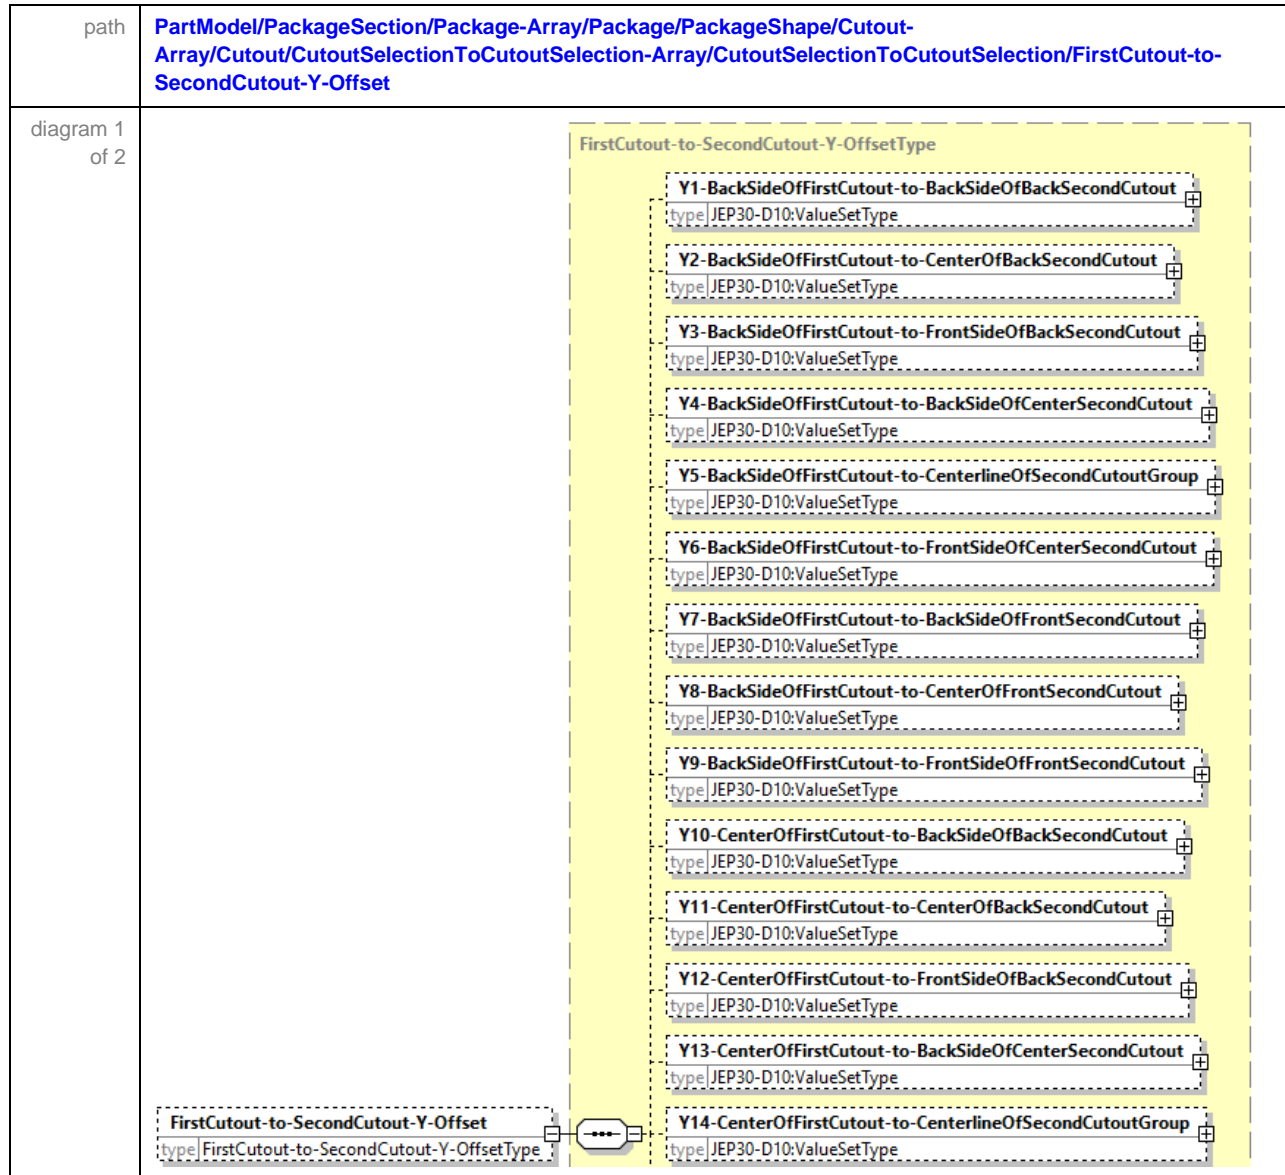 path
PartModel/PackageSection/Package-Array/Package/PackageShape/Cutout-
Array/Cutout/CutoutSelectionToCutoutSelection-Array/CutoutSelectionToCutoutSelection/FirstCutout-to-
SecondCutout-Y-Offset
diagram 1
of 2
FirstCutout-to-SecondCutout-Y-OffsetType
Y1-BackSideOfFirstCutout-to-BackSideOfBackSecondCutout
type JEP30-D10:ValueSetType
Y2-BackSideOfFirstCutout-to-CenterOfBackSecondCutout
type JEP30-D10:ValueSetType
Y3-BackSideOfFirstCutout-to-FrontSideOfBackSecondCutout
type JEP30-D10:ValueSetType
Y4-BackSideOfFirstCutout-to-BackSideOfCenterSecondCutout
type JEP30-D10:ValueSetType
Y5-BackSideOfFirstCutout-to-CenterlineOfSecondCutoutGroup
type JEP30-D10:ValueSetType
Y6-BackSideOfFirstCutout-to-FrontSideOfCenterSecondCutout
type JEP30-D10:ValueSetType
Y7-BackSideOfFirstCutout-to-BackSideOfFrontSecondCutout
type JEP30-D10:ValueSetType
Y8-BackSideOfFirstCutout-to-CenterOfFrontSecondCutout
type JEP30-D10:ValueSetType
Y9-BackSideOfFirstCutout-to-FrontSideOfFrontSecondCutout
type JEP30-D10:ValueSetType
Y10-CenterOfFirstCutout-to-BackSideOfBackSecondCutout
type JEP30-D10:ValueSetType
Y11-CenterOfFirstCutout-to-CenterOfBackSecondCutout
type JEP30-D10:ValueSetType
Y12-CenterOfFirstCutout-to-FrontSideOfBackSecondCutout
type JEP30-D10:ValueSetType
Y13-CenterOfFirstCutout-to-BackSideOfCenterSecondCutout
type JEP30-D10:ValueSetType
FirstCutout-to-SecondCutout-Y-Offset
type FirstCutout-to-SecondCutout-Y-OffsetType
Y14-CenterOfFirstCutout-to-CenterlineOfSecondCutoutGroup
type JEP30-D10:ValueSetType